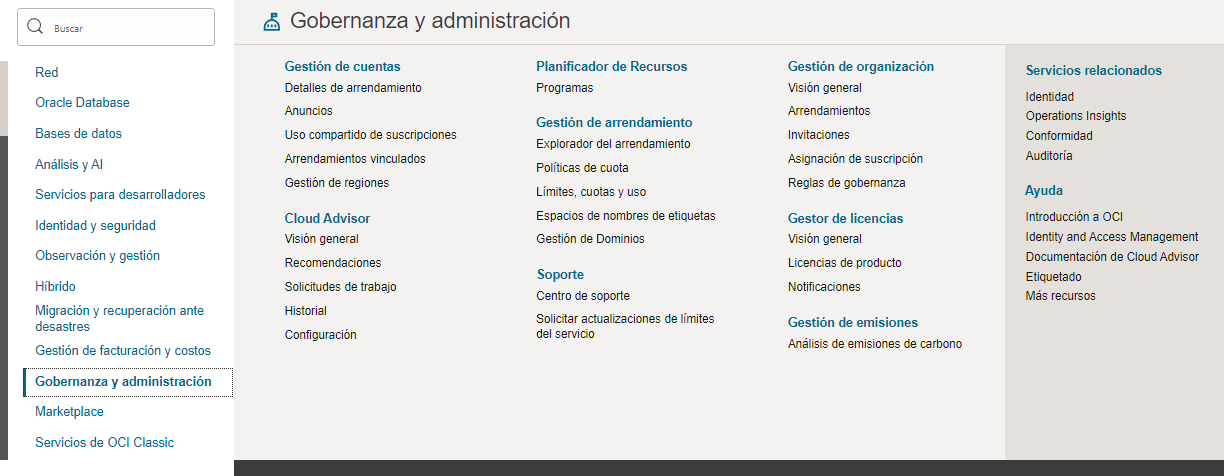 Buscar
Red
Oracle Database
Bases de datos
Análisis y AI
Servicios para desarrolladores
Identidad y seguridad
Observación y gestión
Híbrido
Migración y recuperación ante
desastres
Gestión de facturación y costos
Gobernanza y administración
Marketplace
Servicios de OCI Classic
Gobernanza y administración
Gestión de cuentas
Detalles de arrendamiento
Anuncios
Uso compartido de suscripciones
Arrendamientos vinculados
Gestión de regiones
Cloud Advisor
Visión general
Recomendaciones
Solicitudes de trabajo
Historial
Configuración
Planificador de Recursos
Programas
Gestión de arrendamiento
Explorador del arrendamiento
Políticas de cuota
Límites, cuotas y uso
Espacios de nombres de etiquetas
Gestión de Dominios
Soporte
Centro de soporte
Solicitar actualizaciones de límites
del servicio
Gestión de organización
Visión general
Arrendamientos
Invitaciones
Asignación de suscripción
Reglas de gobernanza
Gestor de licencias
Visión general
Licencias de producto
Notificaciones
Gestión de emisiones
Análisis de emisiones de carbono
Servicios relacionados
Identidad
Operations Insights
Conformidad
Auditoría
Ayuda
Introducción a OCI
Identity and Access Management
Documentación de Cloud Advisor
Etiquetado
Más recursos